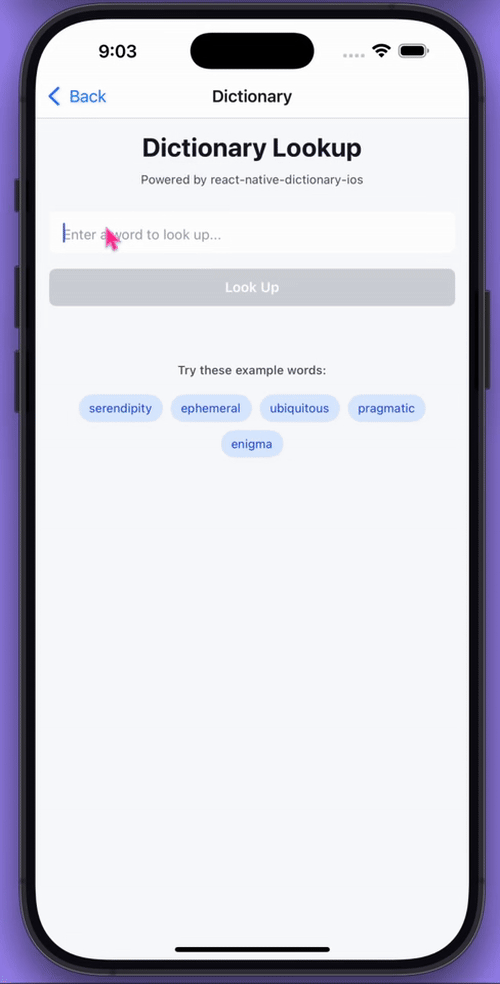 9:03
Back Dictionary
Dictionary Lookup
Powered by react-native-dictionary-ios
Enter a word to look up...
Look Up
Try these example words:
serendipity ephemeral ubiquitous pragmatic
enigma